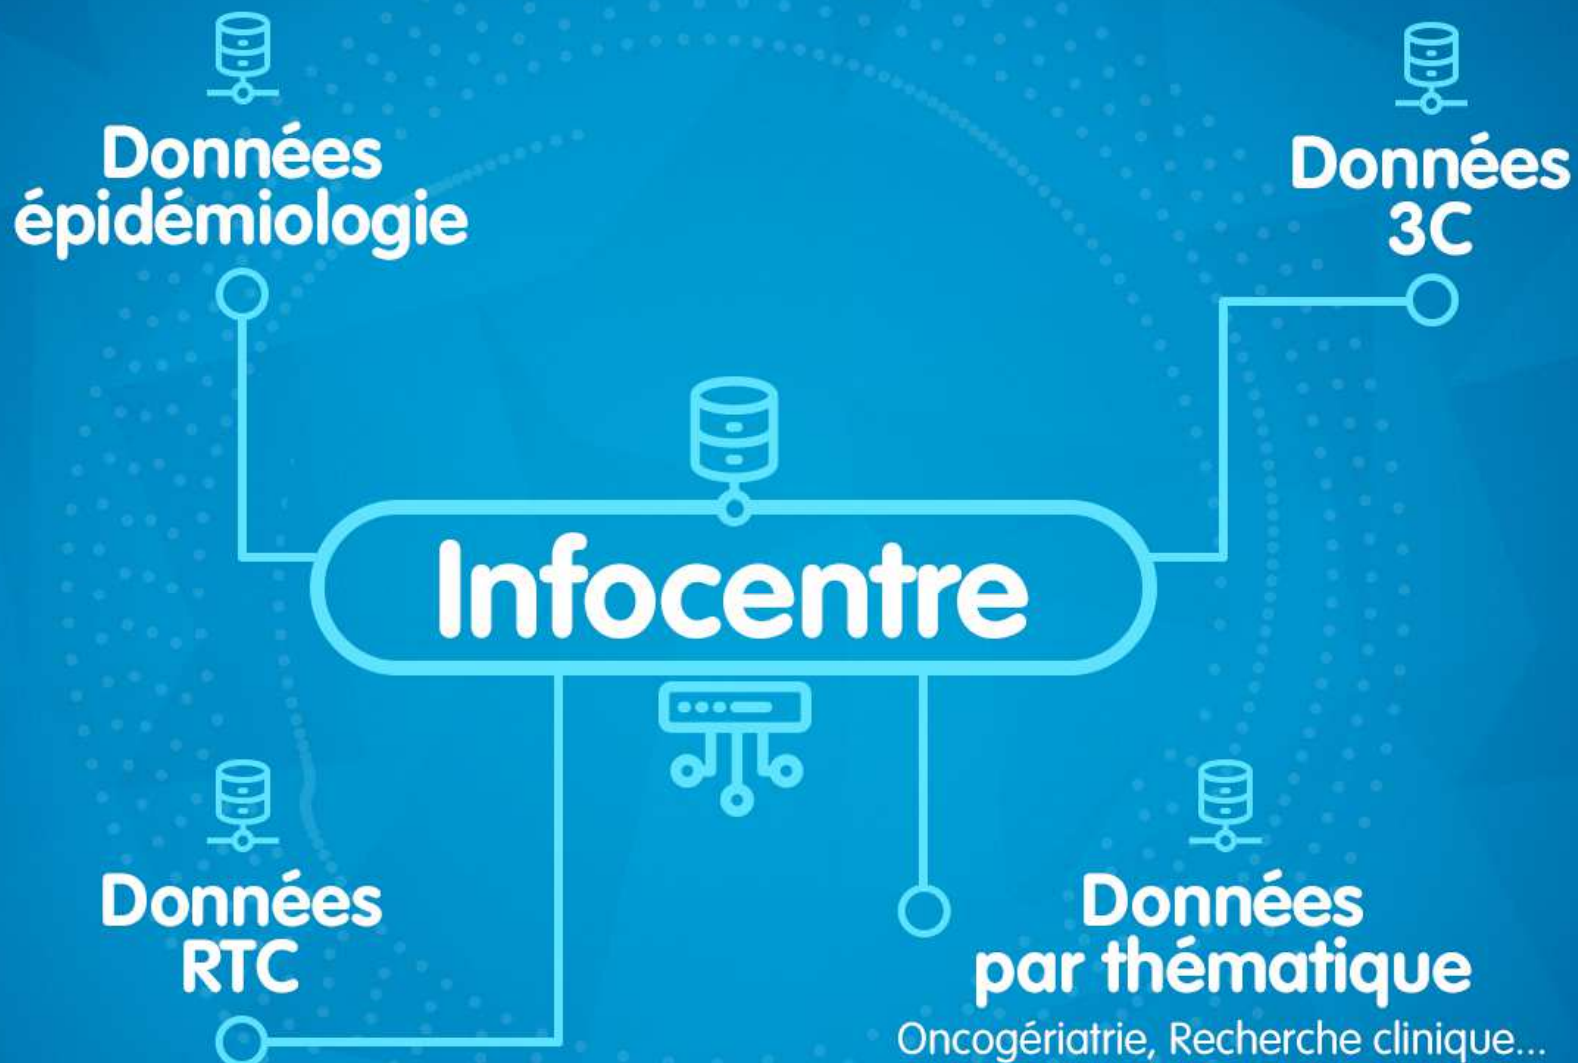 Données
épidémiologie
Données
3C
Infocentre
Données
RTC
Données
par thématique
Oncogériatrie, Recherche clinique...